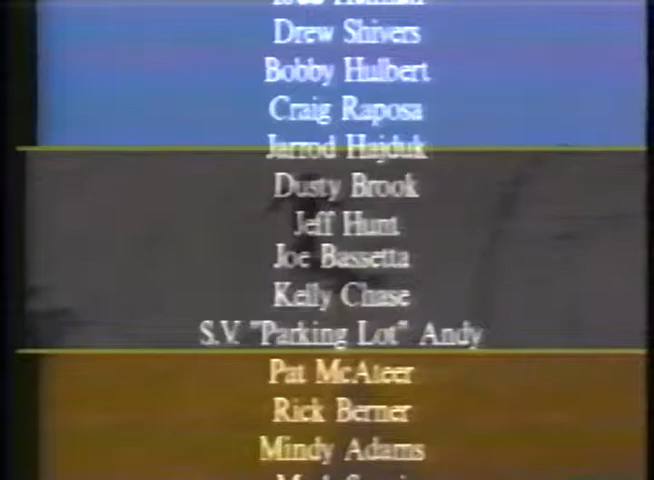 Drew Shivers
Bobby Hulbert
Craig Raposa
Jarrod Hajduk
Dusty Brook
Jeff Hunt
Joe Bassetta
Kelly Chase
S.V. "Parking Lot" Andy
Pat McAteer
Rick Berner
Mindy Adams